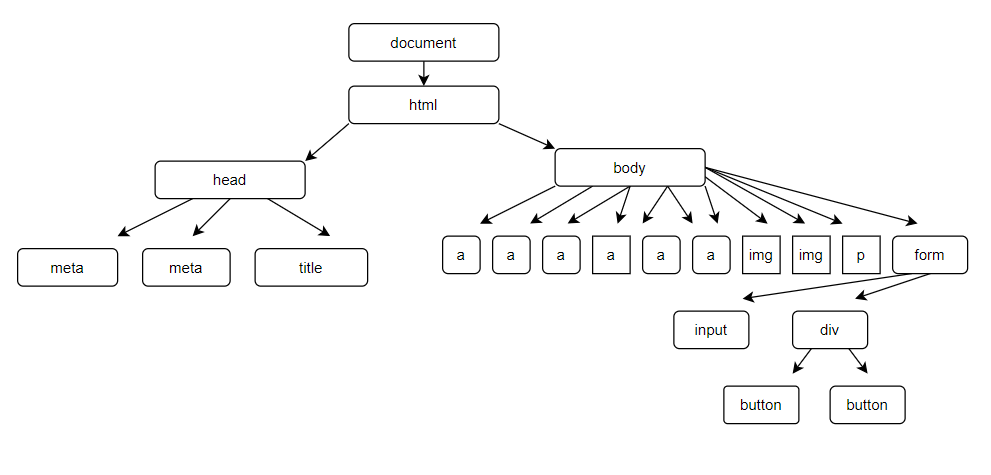 document
html
body
head
meta meta title
a a a a a a img img p form
input div
button button